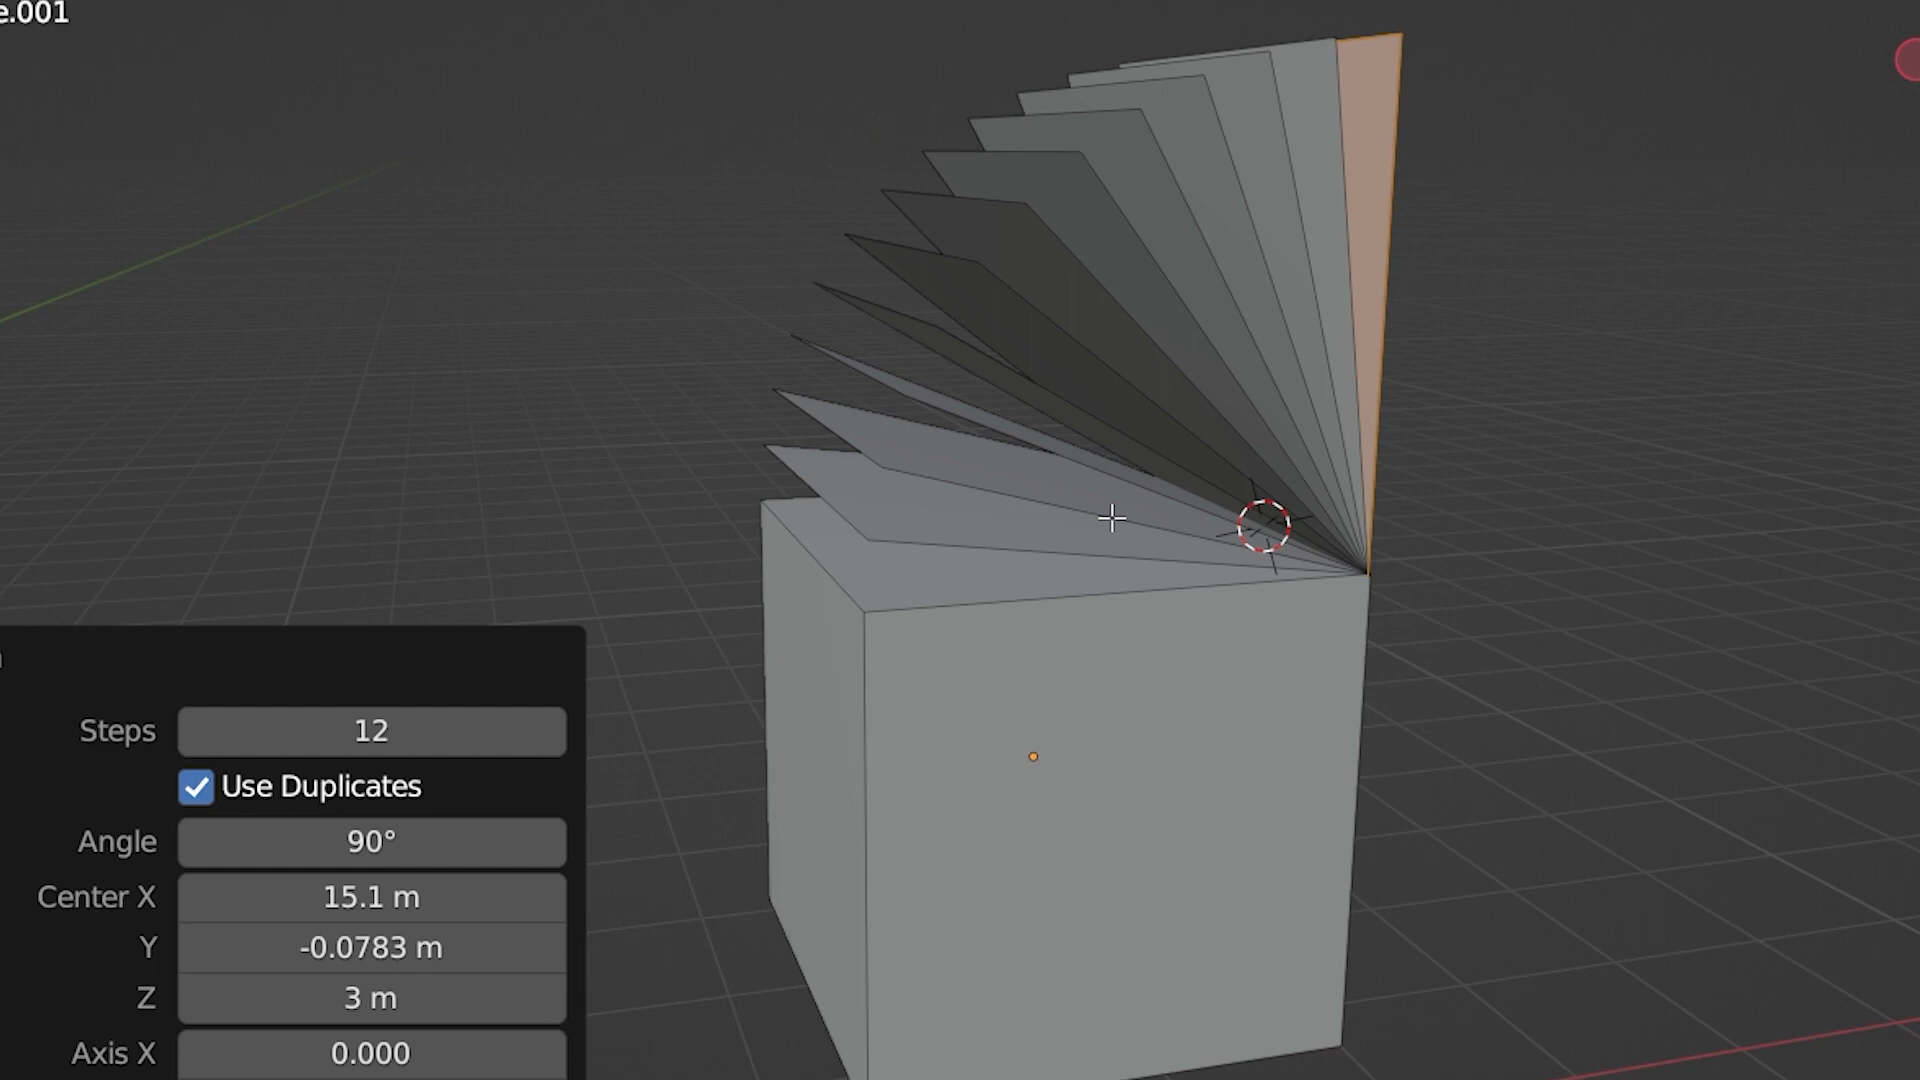 e.001
Steps 12
Use Duplicates
Angle 90°
Center X 15.1 m
Y -0.0783 m
Z 3 m
Axis X 0.000